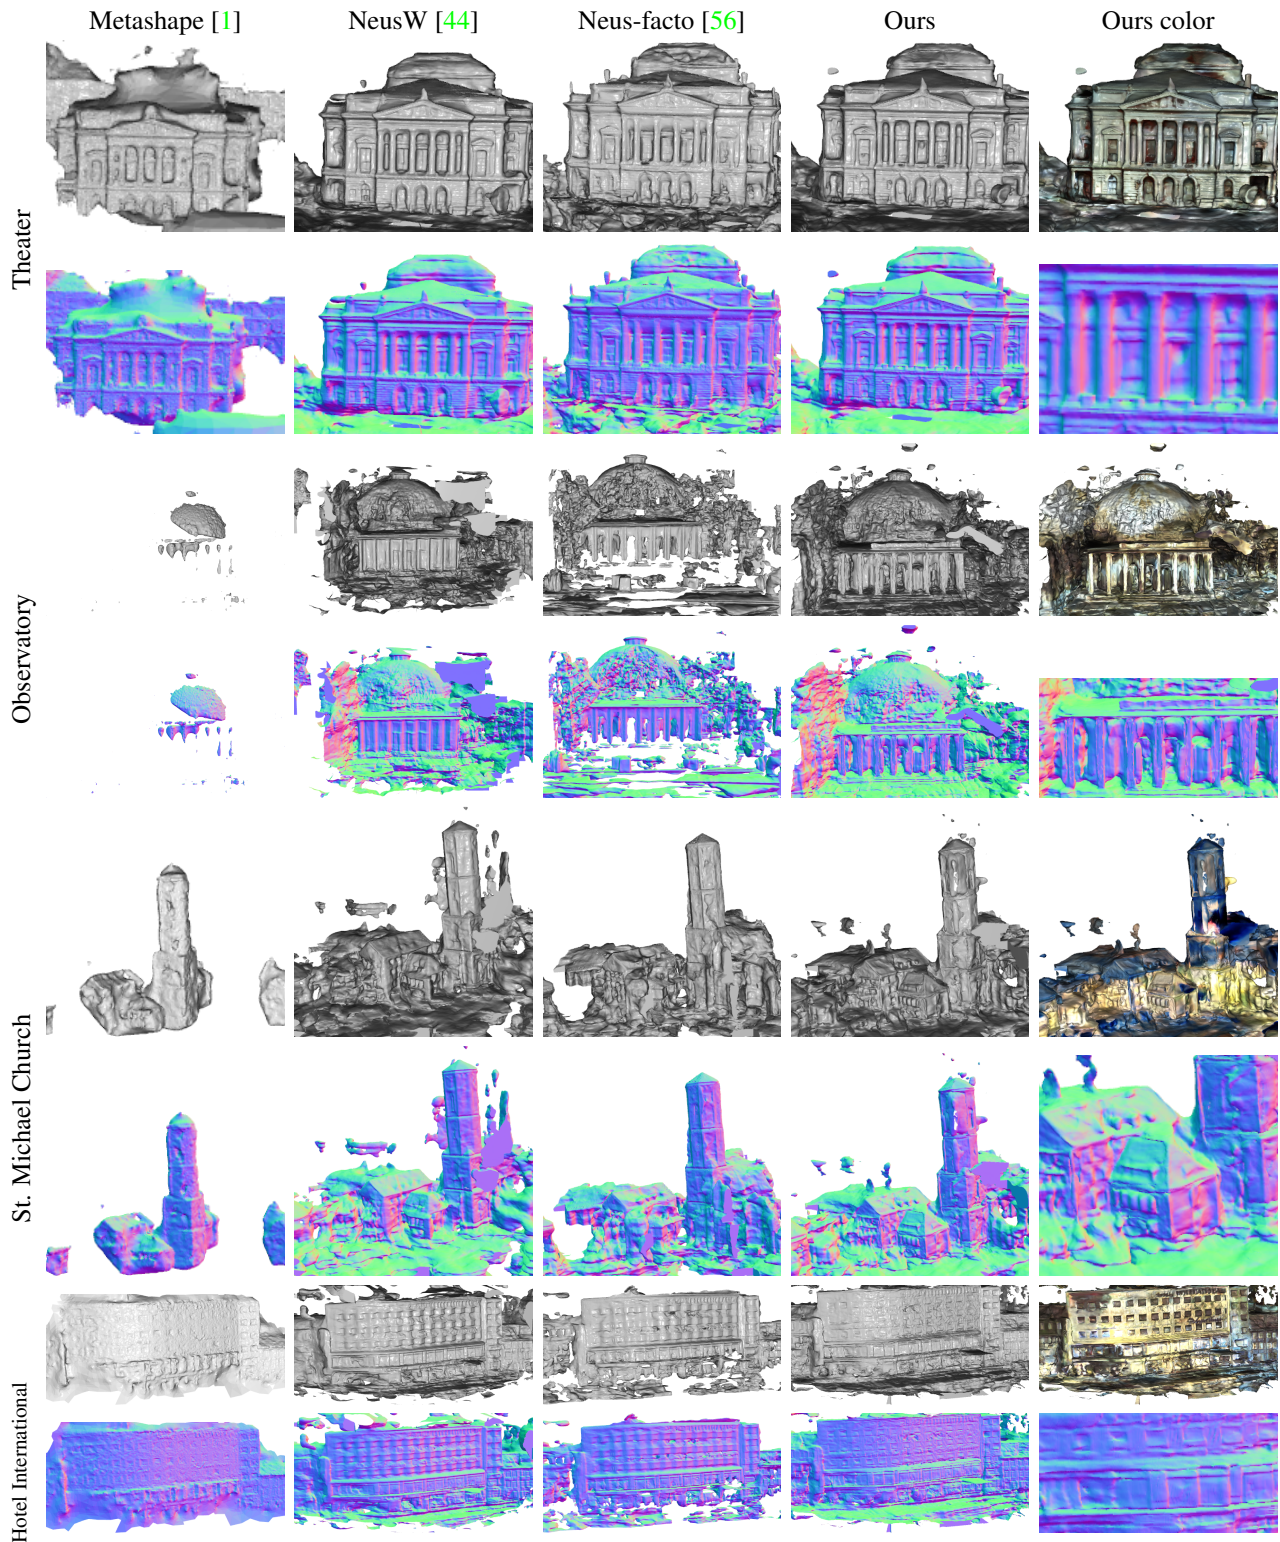 Metashape [1] NeusW [44] Neus-facto [56] Ours Ours color
Theater
Observatory
St. Michael Church
Hotel International